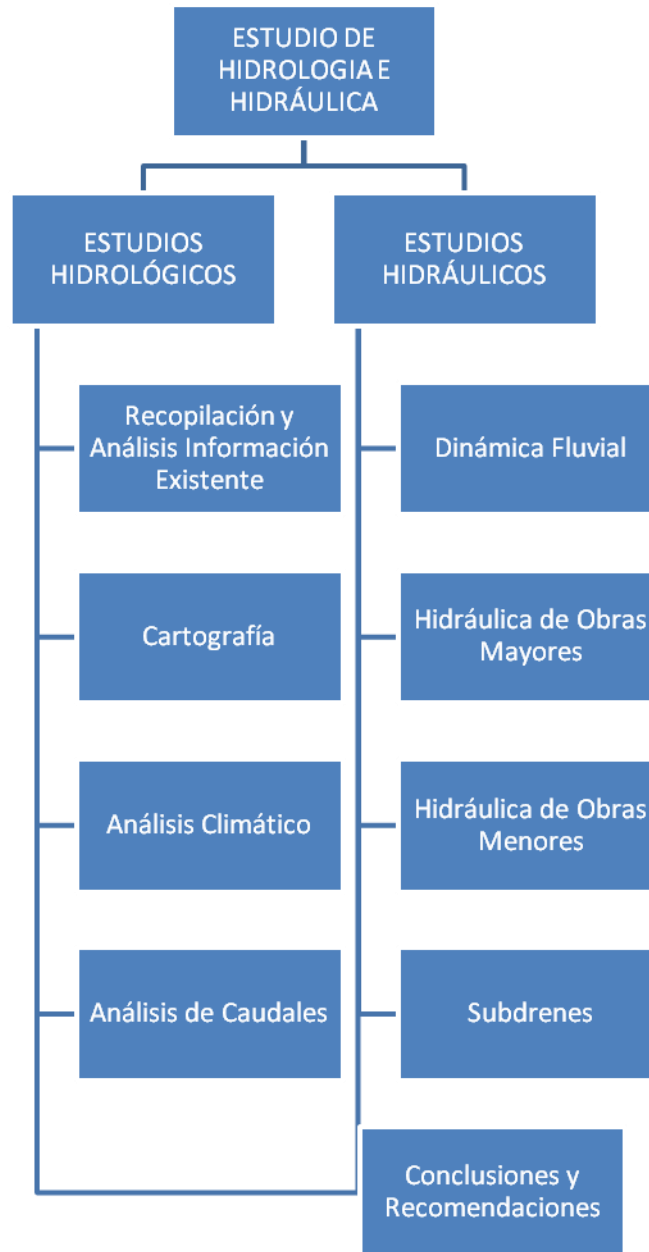 ESTUDIO DE
HIDROLOGIA E
HIDRÁULICA
ESTUDIOS
HIDROLÓGICOS
ESTUDIOS
HIDRÁULICOS
Recopilación y
Análisis Información
Existente
Dinámica Fluvial
Cartografía
Hidráulica de Obras
Mayores
Análisis Climático
Hidráulica de Obras
Menores
Análisis de Caudales
Subdrenes
Conclusiones y
Recomendaciones